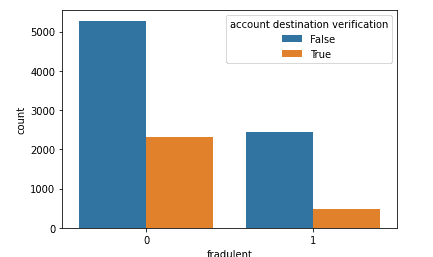 account destination verification
False
True
5000
4000
3000
2000
1000
0
count
0 1
fradulent